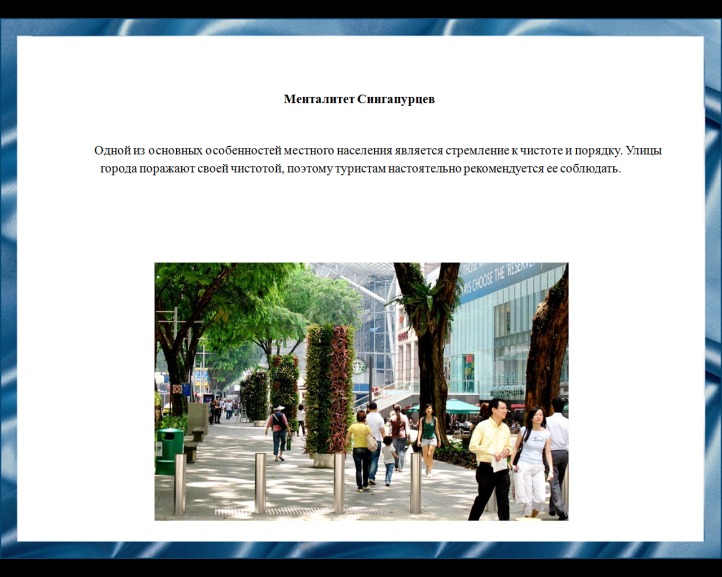 Менталитет Сингапурцев
Одной из основных особенностей местного населения является стремление к чистоте и порядку. Улицы
города поражают своей чистотой, поэтому туристам настоятельно рекомендуется ее соблюдать.
CHOOSE THE RESERVE